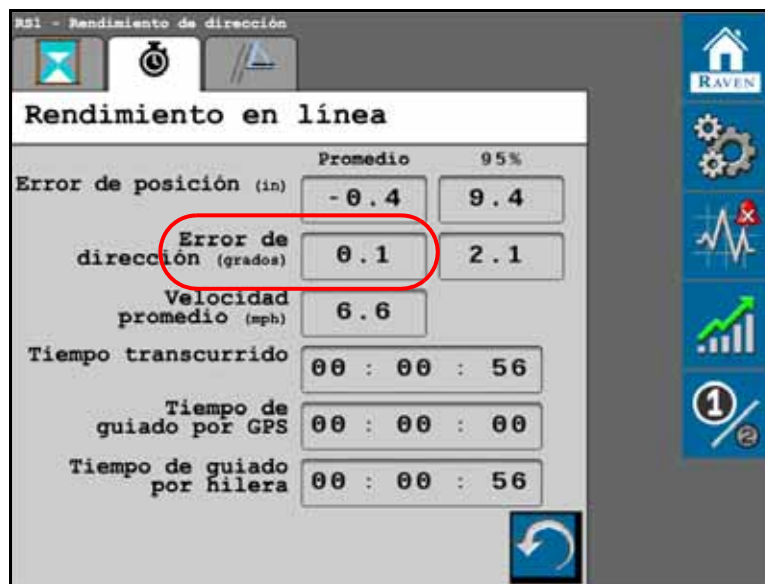 RS1 - Rendimiento de dirección
Rendimiento en línea
Promedio 95%
Error de posición (in) -0.4 9.4
Error de
dirección (grados) 0.1 2.1
Velocidad
promedio (mph) 6.6
Tiempo transcurrido 00 : 00 : 56
Tiempo de
guiado por GPS 00 : 00 : 00
Tiempo de guiado
por hilera 00 : 00 : 56
RAVEN
1
2